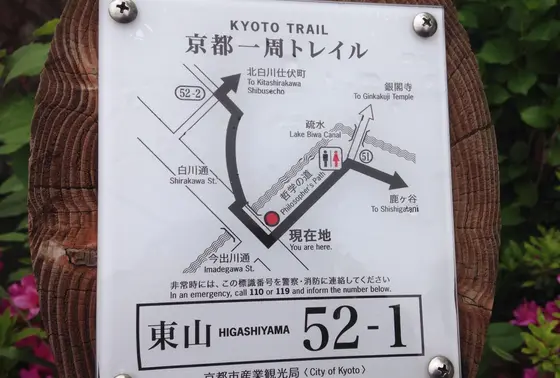 KYOTO TRAIL
京都一周トレイル
北白川仕伏町
To Kitashirakawa
Shibusecho
52-2
銀閣寺
To Ginkakuji Temple
疏水
Lake Biwa Canal
51
白川通
Shirakawa St.
哲学の道
Philosopher's Path
鹿ヶ谷
To Shishigatani
現在地
You are here.
今出川通
Imadegawa St.
非常時には、この標識番号を警察・消防に連絡してください
In an emergency, call 110 or 119 and inform the number below.
東山 HIGASHIYAMA 52-1
京都市産業観光局〈City of Kyoto〉